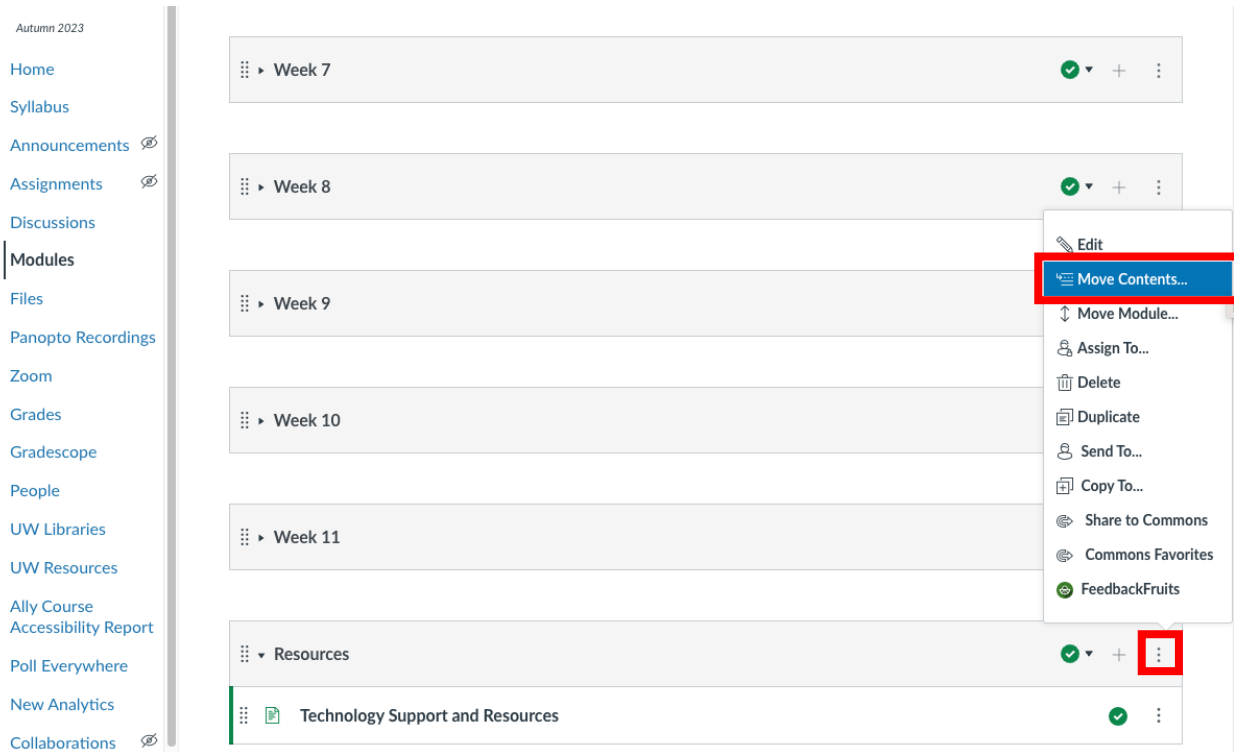 Autumn 2023
Home
Syllabus
Announcements
Assignments
Discussions
Modules
Files
Panopto Recordings
Zoom
Grades
Gradescope
People
UW Libraries
UW Resources
Ally Course
Accessibility Report
Poll Everywhere
New Analytics
Collaborations
Week 7
Week 8
Week 9
Week 10
Week 11
Resources
Technology Support and Resources
Edit
Move Contents...
Move Module...
Assign To...
Delete
Duplicate
Send To...
Copy To...
Share to Commons
Commons Favorites
FeedbackFruits